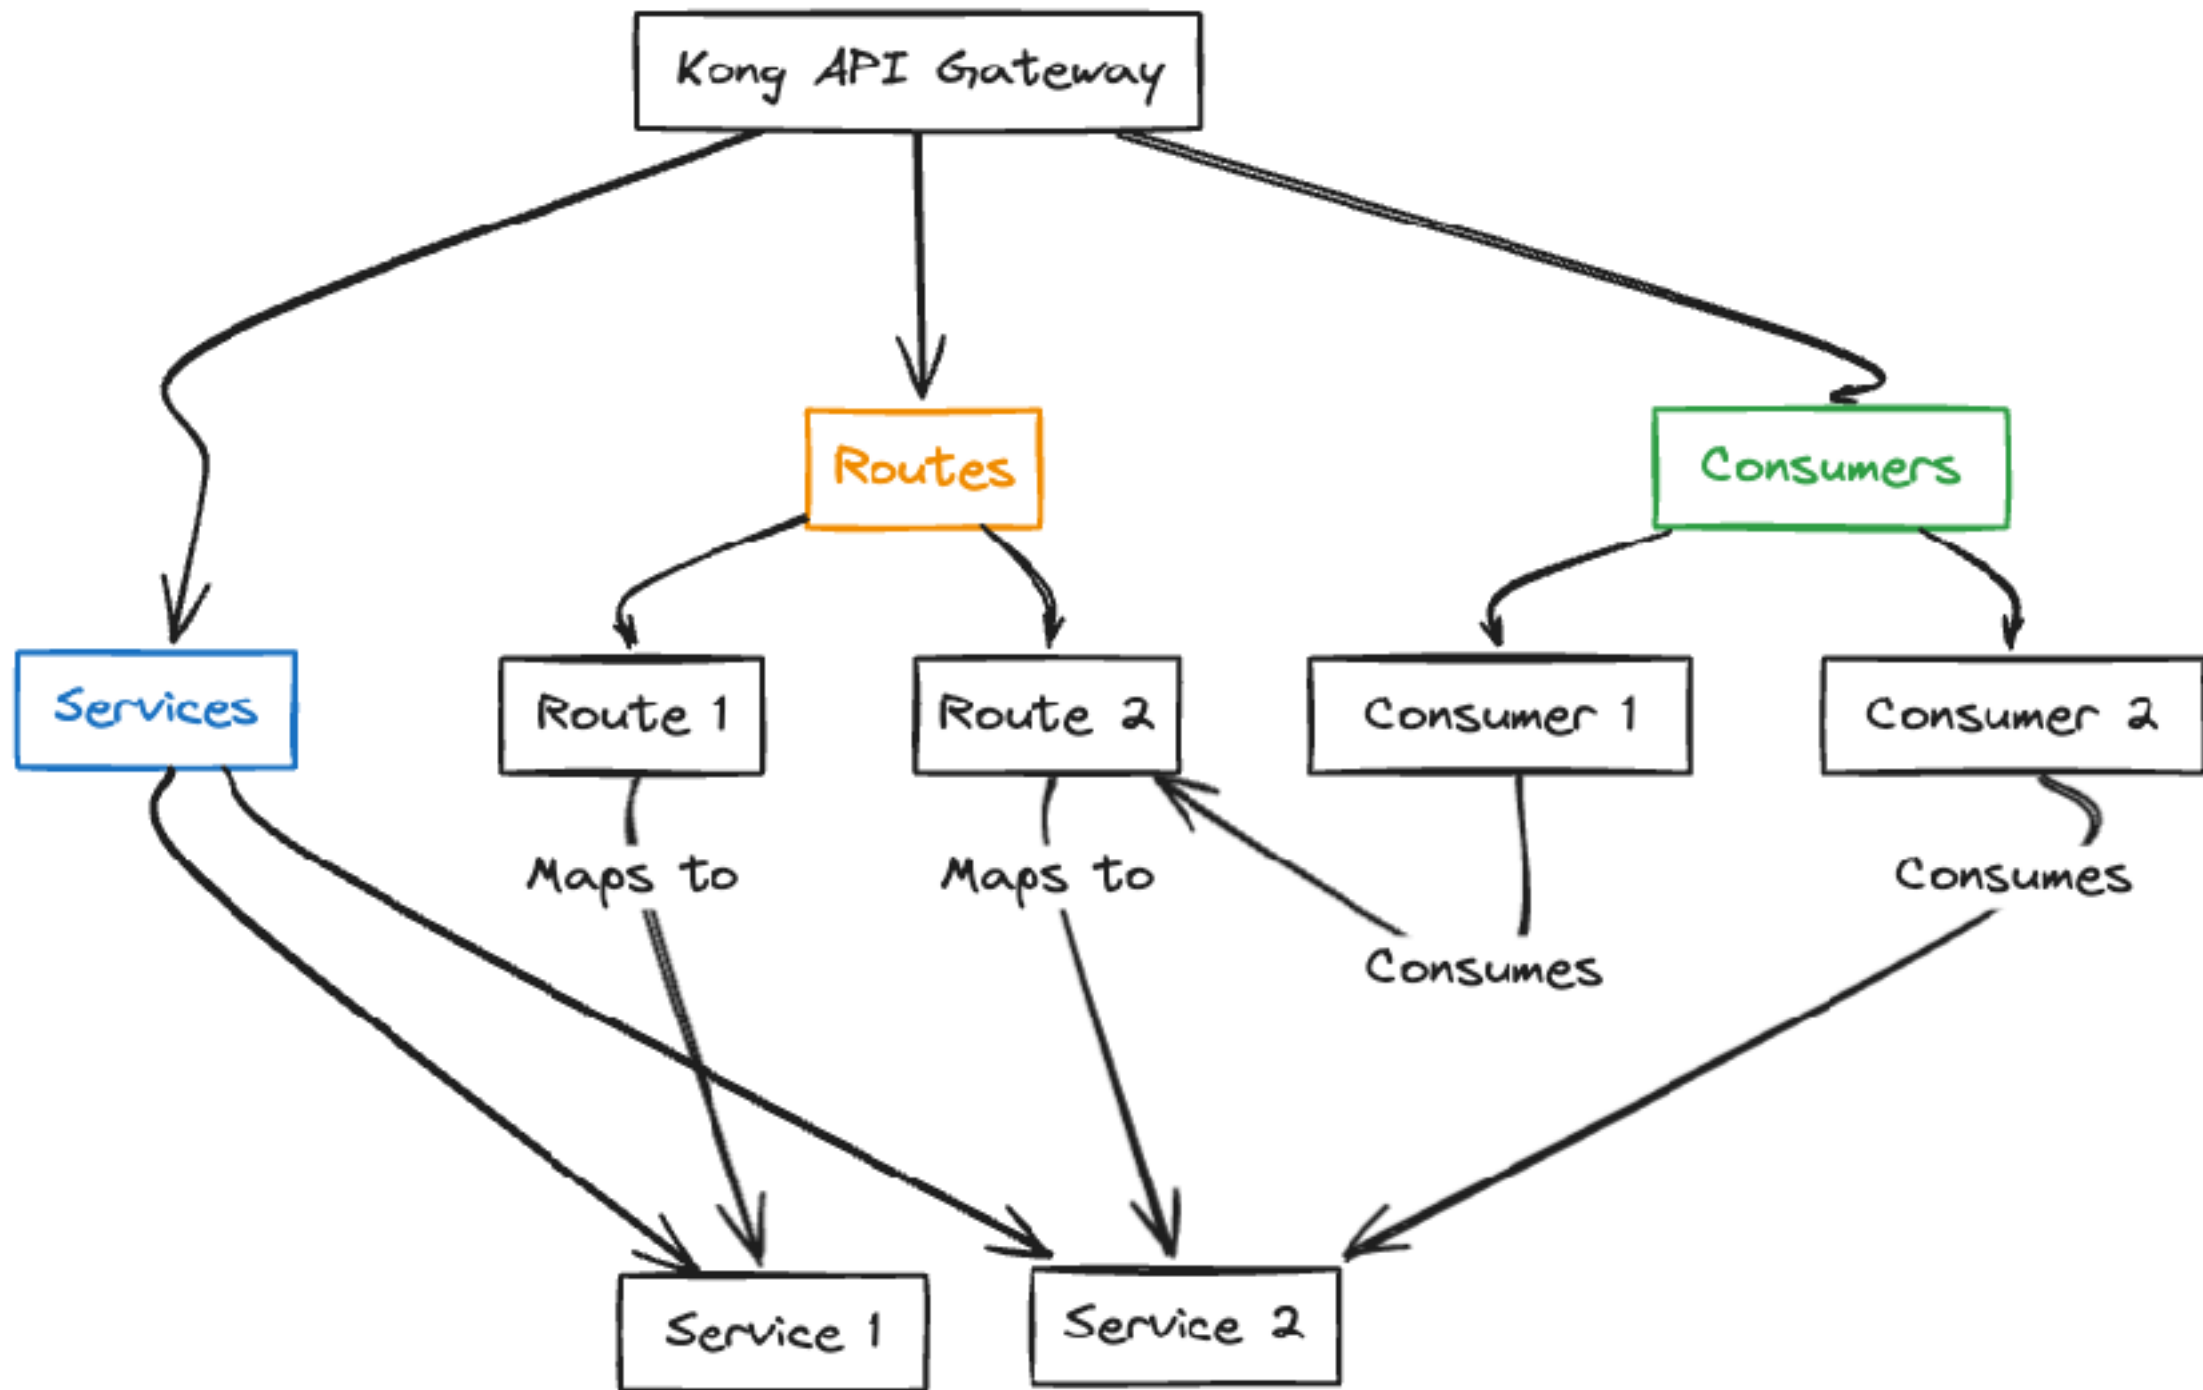 Kong API Gateway
Routes
Consumers
Services
Route 1
Route 2
Consumer 1
Consumer 2
Maps to
Maps to
Consumes
Consumes
Service 1
Service 2